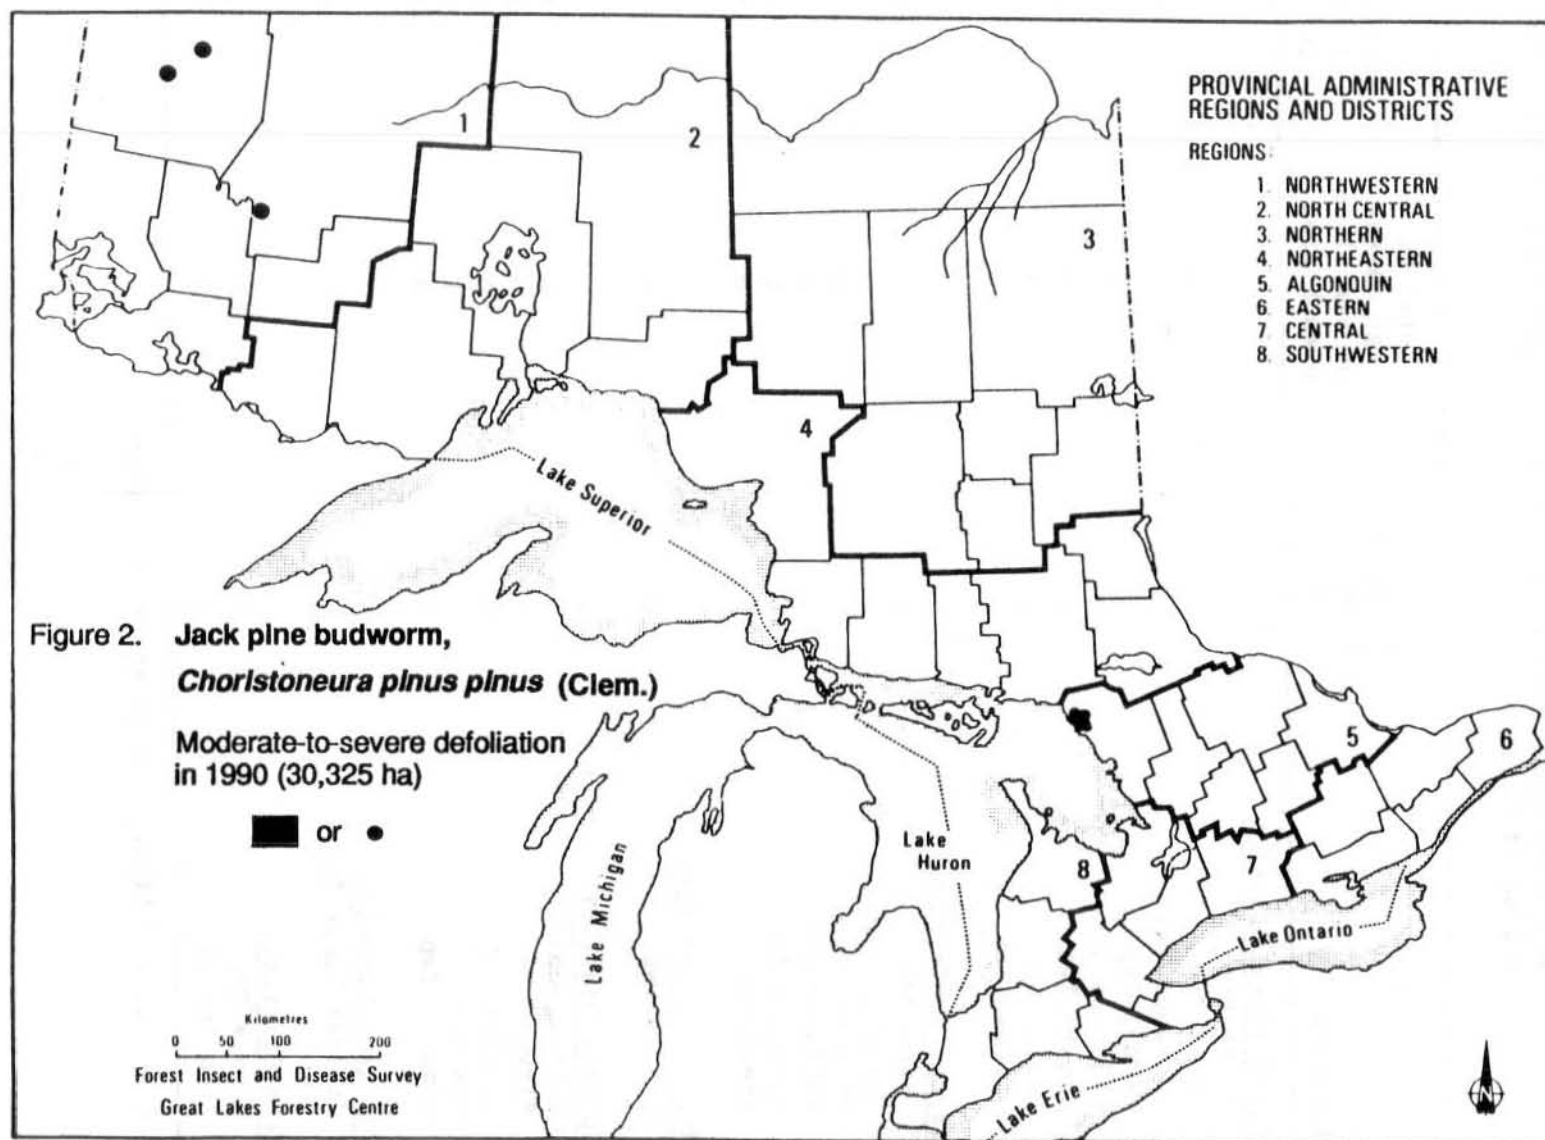 PROVINCIAL ADMINISTRATIVE
REGIONS AND DISTRICTS
REGIONS:
1. NORTHWESTERN
2. NORTH CENTRAL
3. NORTHERN
4. NORTHEASTERN
5. ALGONQUIN
6. EASTERN
7. CENTRAL
8. SOUTHWESTERN
1
2
3
4
5
6
7
8
Lake Superior
Lake Michigan
Lake
Huron
Lake Ontario
Lake Erie
Figure 2. Jack pine budworm,
Choristoneura pinus pinus (Clem.)
Moderate-to-severe defoliation
in 1990 (30,325 ha)
or
Kilometres
0 50 100 200
Forest Insect and Disease Survey
Great Lakes Forestry Centre
N